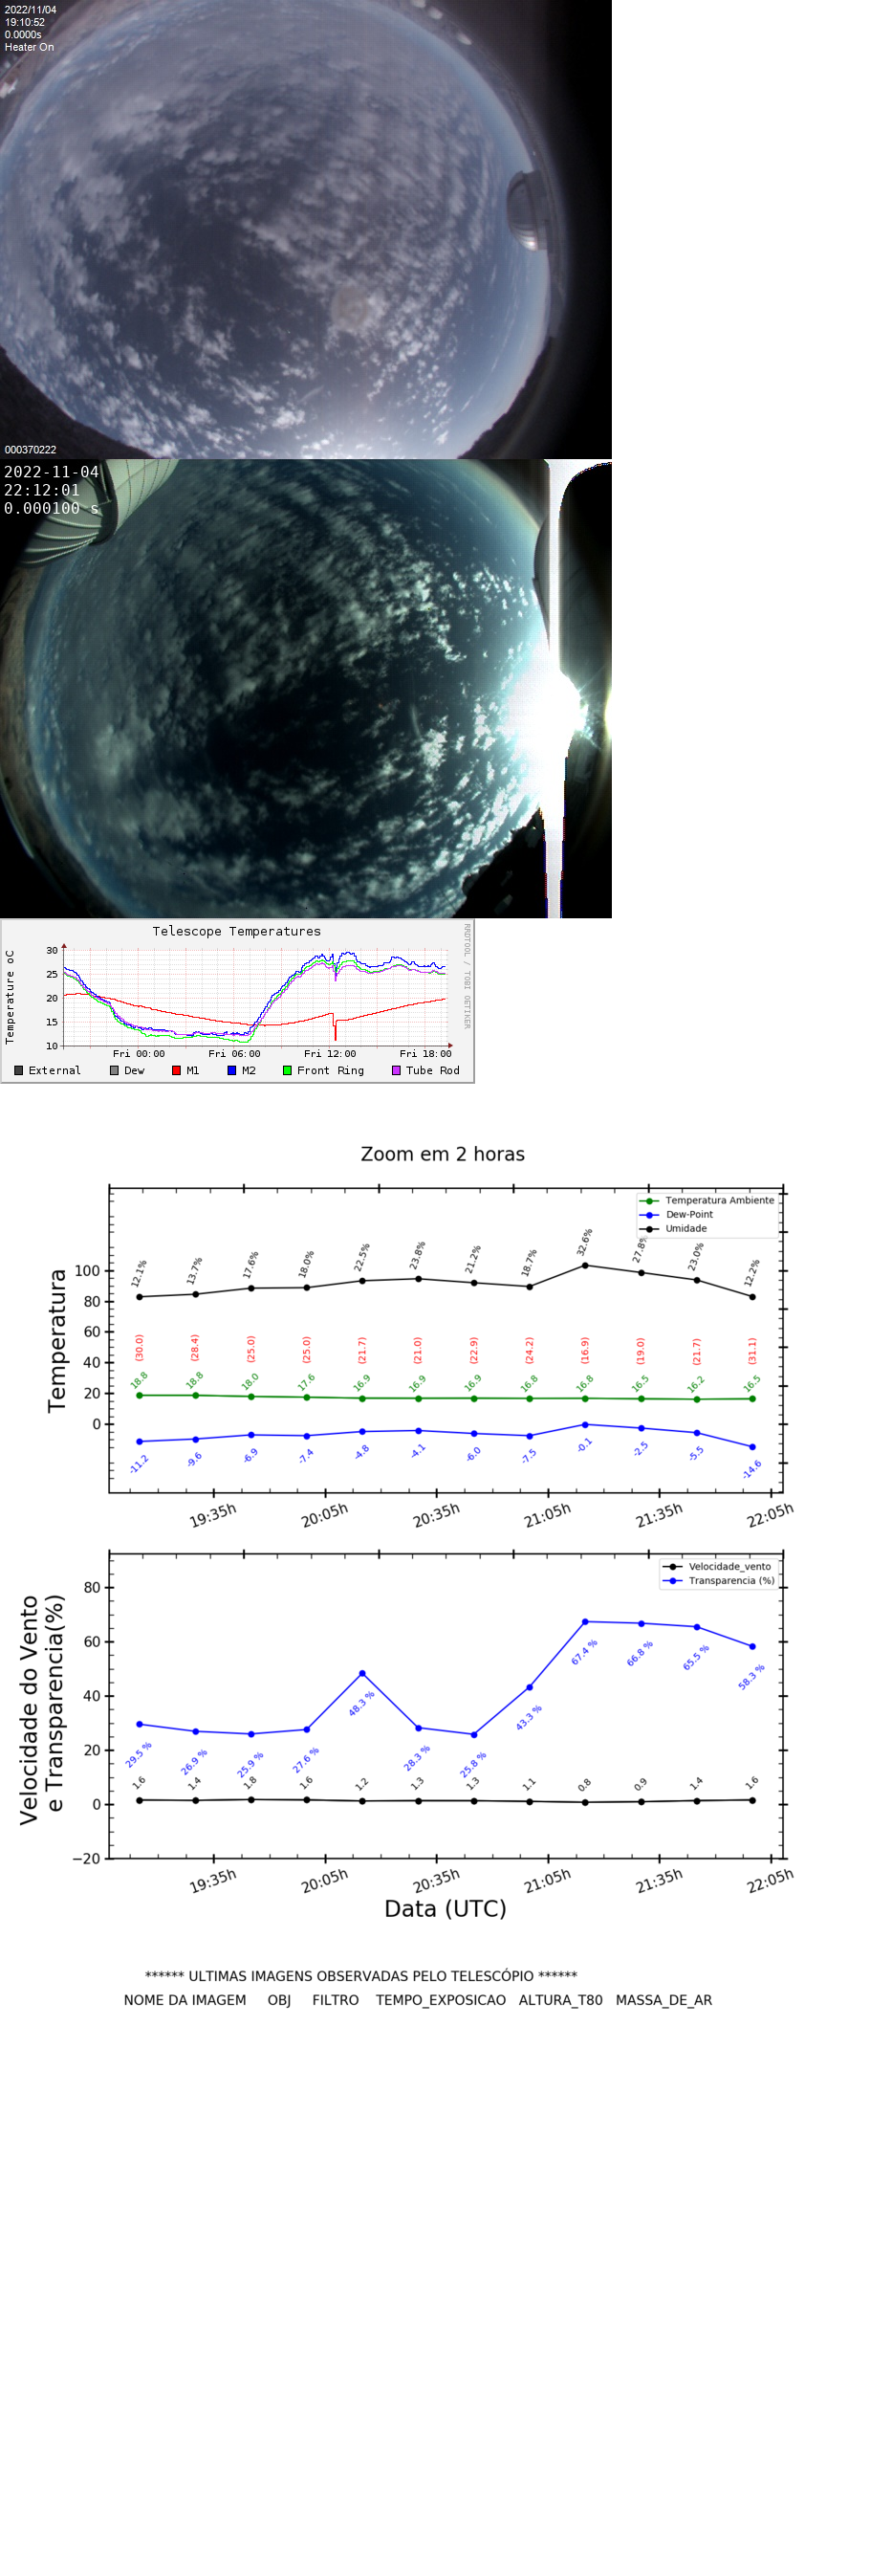 2022/11/04
19:10:52
0.0000s
Heater On
000370222
2022-11-04
22:12:01
0.000100 s
Telescope Temperatures
RRDTOOL / TOBI OETIKER
Temperature oC
30
25
20
15
10
Fri 00:00 Fri 06:00 Fri 12:00 Fri 18:00
External Dew M1 M2 Front Ring Tube Rod
Zoom em 2 horas
Temperatura Ambiente
Dew-Point
Umidade
Temperatura
100
80
60
40
20
0
12.1% 13.7% 17.6% 18.0% 22.5% 23.8% 21.2% 18.7% 32.6% 27.8% 23.0% 12.2%
(30.0) (28.4) (25.0) (25.0) (21.7) (21.0) (22.9) (24.2) (16.9) (19.0) (21.7) (31.1)
18.8 18.8 18.0 17.6 16.9 16.9 16.9 16.8 16.8 16.5 16.2 16.5
-11.2 -9.6 -6.9 -7.4 -4.8 -4.1 -6.0 -7.5 -0.1 -2.5 -5.5 -14.6
19:35h 20:05h 20:35h 21:05h 21:35h 22:05h
Velocidade_vento
Transparencia (%)
Velocidade do Vento
e Transparencia(%)
80
60
40
20
0
−20
29.5 % 26.9 % 25.9 % 27.6 % 48.3 % 28.3 % 25.8 % 43.3 % 67.4 % 66.8 % 65.5 % 58.3 %
1.6 1.4 1.8 1.6 1.2 1.3 1.3 1.1 0.8 0.9 1.4 1.6
19:35h 20:05h 20:35h 21:05h 21:35h 22:05h
Data (UTC)
****** ULTIMAS IMAGENS OBSERVADAS PELO TELESCÓPIO ******
NOME DA IMAGEM OBJ FILTRO TEMPO_EXPOSICAO ALTURA_T80 MASSA_DE_AR